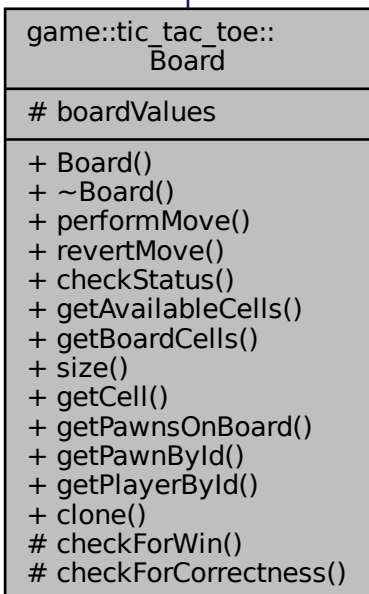 game::tic_tac_toe::
Board
# boardValues
+ Board()
+ ~Board()
+ performMove()
+ revertMove()
+ checkStatus()
+ getAvailableCells()
+ getBoardCells()
+ size()
+ getCell()
+ getPawnsOnBoard()
+ getPawnById()
+ getPlayerById()
+ clone()
# checkForWin()
# checkForCorrectness()